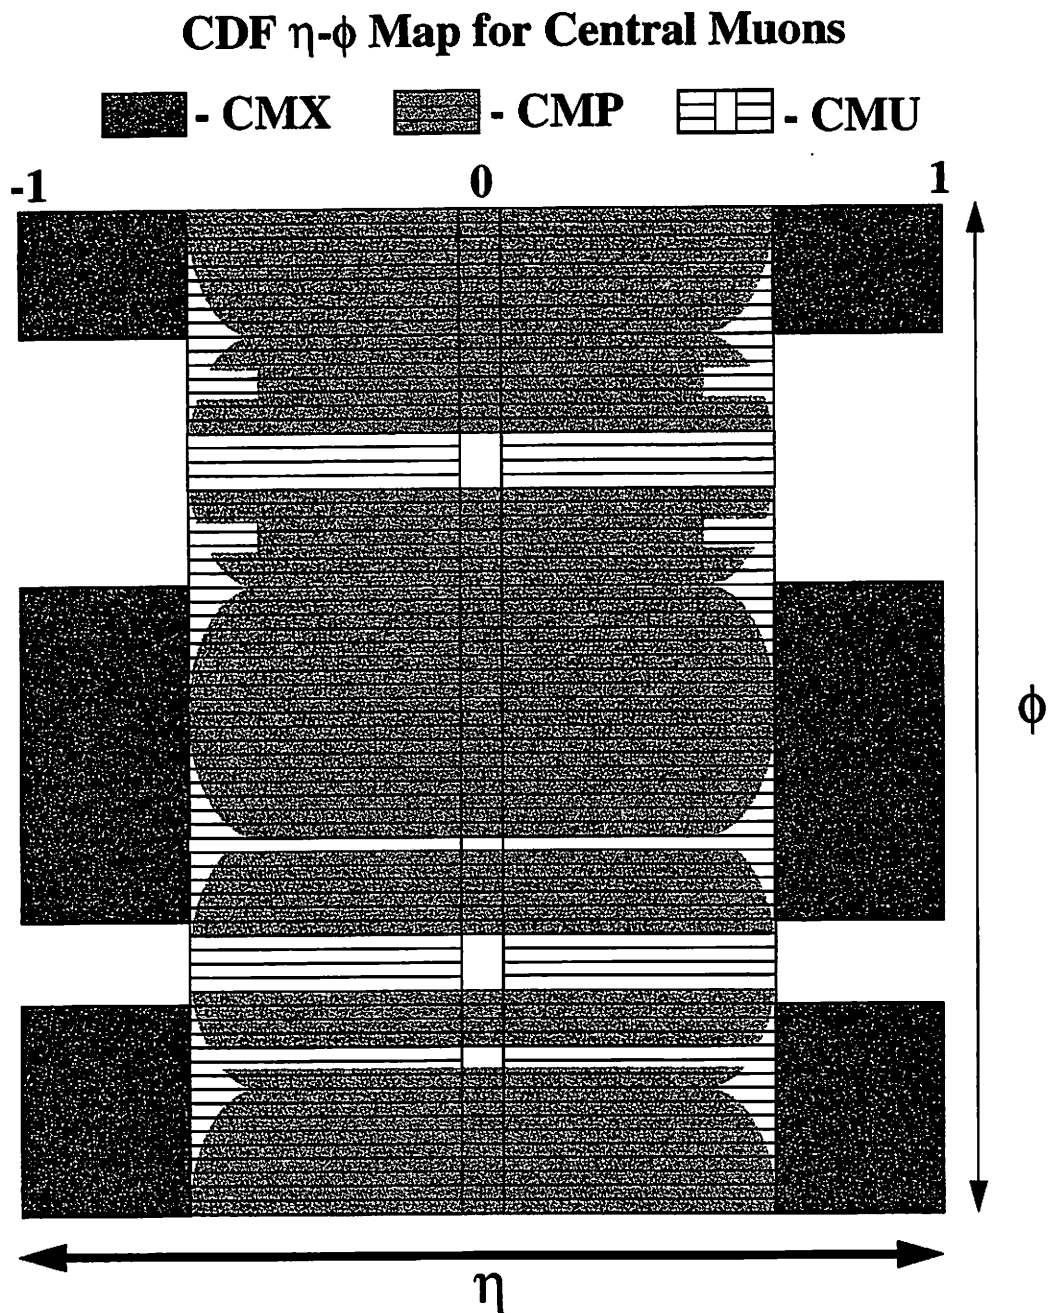 CDF η-ϕ Map for Central Muons
- CMX - CMP - CMU
-1 0 1
ϕ
η